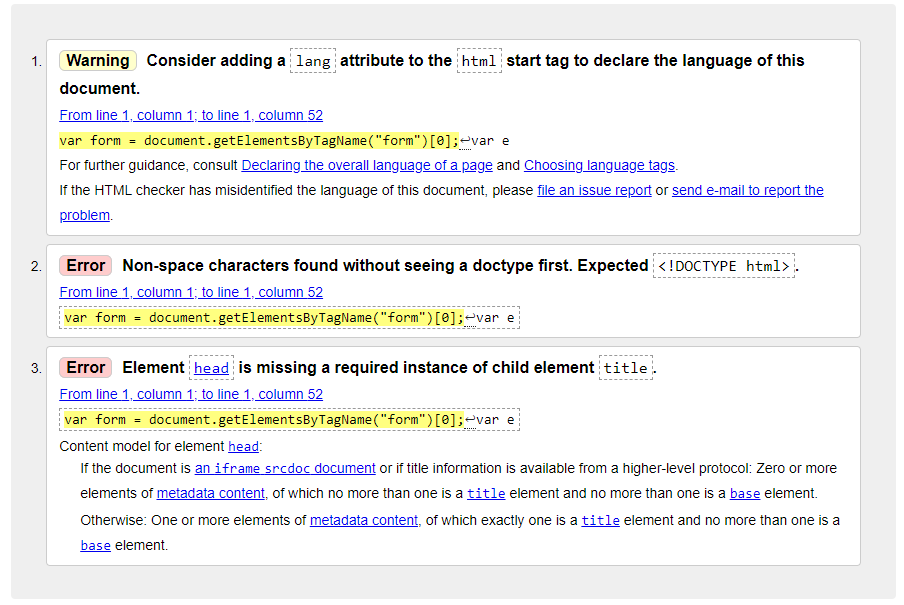 1. Warning Consider adding a lang attribute to the html start tag to declare the language of this
document.
From line 1, column 1; to line 1, column 52
var form = document.getElementsByTagName("form")[0];↩var e
For further guidance, consult Declaring the overall language of a page and Choosing language tags.
If the HTML checker has misidentified the language of this document, please file an issue report or send e-mail to report the
problem.
2. Error Non-space characters found without seeing a doctype first. Expected <!DOCTYPE html>.
From line 1, column 1; to line 1, column 52
var form = document.getElementsByTagName("form")[0];↩var e
3. Error Element head is missing a required instance of child element title.
From line 1, column 1; to line 1, column 52
var form = document.getElementsByTagName("form")[0];↩var e
Content model for element head:
If the document is an iframe srcdoc document or if title information is available from a higher-level protocol: Zero or more
elements of metadata content, of which no more than one is a title element and no more than one is a base element.
Otherwise: One or more elements of metadata content, of which exactly one is a title element and no more than one is a
base element.